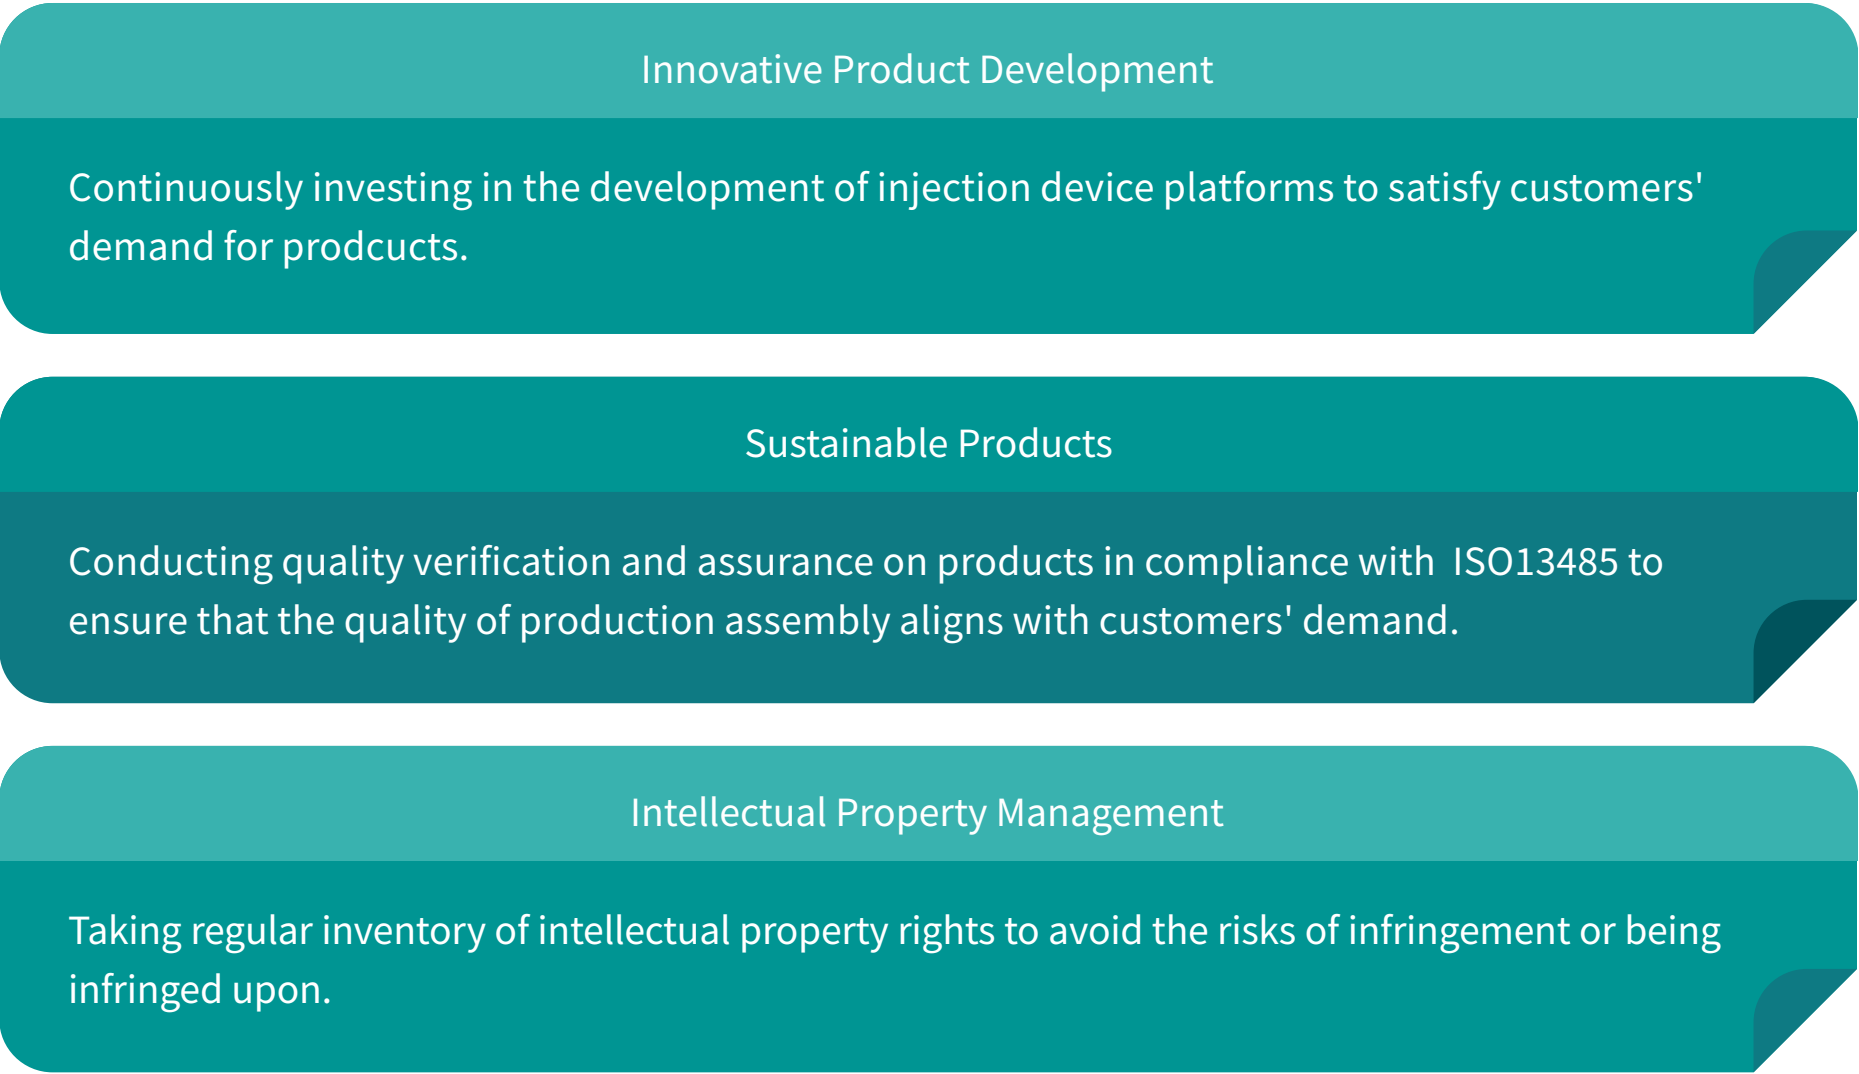 Innovative Product Development
Continuously investing in the development of injection device platforms to satisfy customers'
demand for prodcucts.
Sustainable Products
Conducting quality verification and assurance on products in compliance with  ISO13485 to
ensure that the quality of production assembly aligns with customers' demand.
Intellectual Property Management
Taking regular inventory of intellectual property rights to avoid the risks of infringement or being
infringed upon.